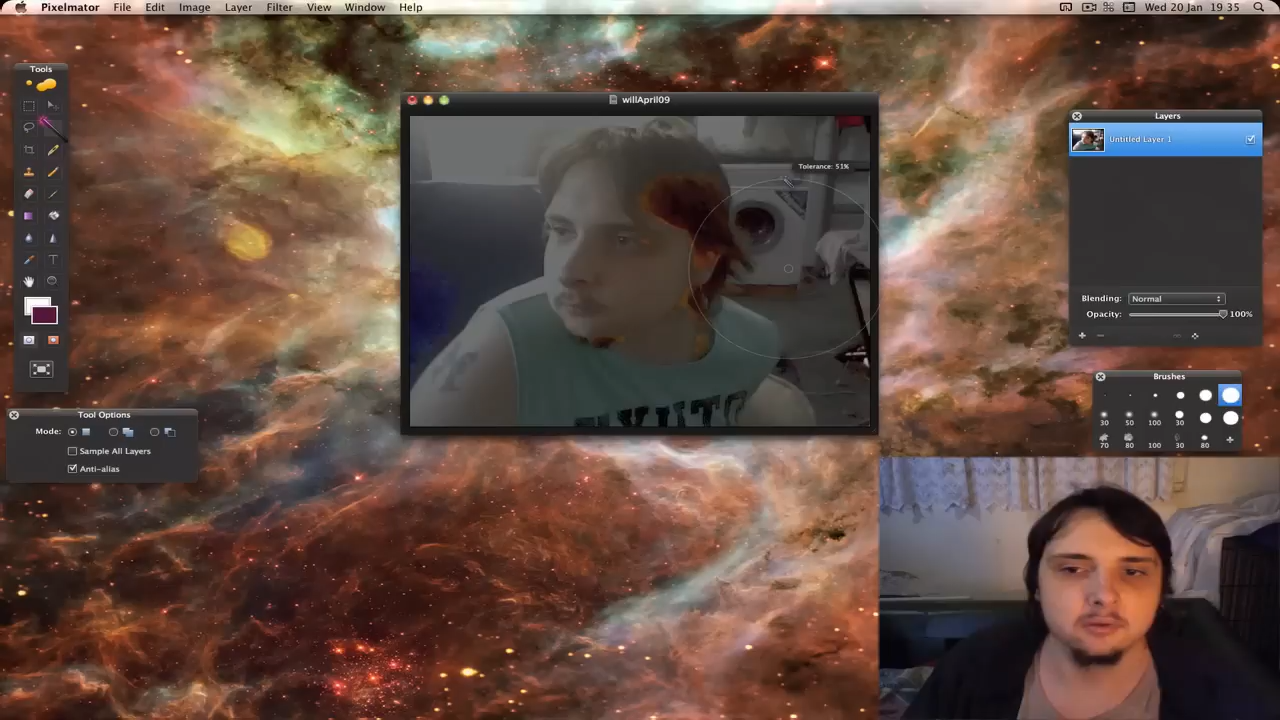 Pixelmator File Edit Image Layer Filter View Window Help
Wed 20 Jan 19:35
Tools
willApril09
Tolerance: 51%
Layers
Untitled Layer 1
Blending: Normal
Opacity: 100%
Brushes
30 50 100 30
70 80 100 30 80
Tool Options
Mode:
Sample All Layers
Anti-alias